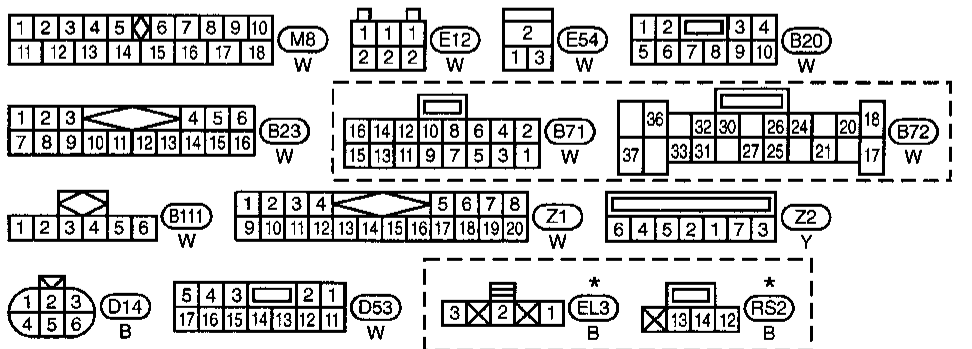 1 2 3 4 5 6 7 8 9 10
11 12 13 14 15 16 17 18
M8
W
1 1 1
2 2 2
E12
W
2
1 3
E54
W
1 2 3 4
5 6 7 8 9 10
B20
W
1 2 3 4 5 6
7 8 9 10 11 12 13 14 15 16
B23
W
16 14 12 10 8 6 4 2
15 13 11 9 7 5 3 1
B71
W
36 32 30 26 24 20 18
37 33 31 27 25 21 17
B72
W
1 2 3 4 5 6
B111
W
1 2 3 4 5 6 7 8
9 10 11 12 13 14 15 16 17 18 19 20
Z1
W
6 4 5 2 1 7 3
Z2
Y
1 2 3
4 5 6
D14
B
5 4 3 2 1
17 16 15 14 13 12 11
D53
W
3 2 1
*
EL3
B
13 14 12
*
RS2
B